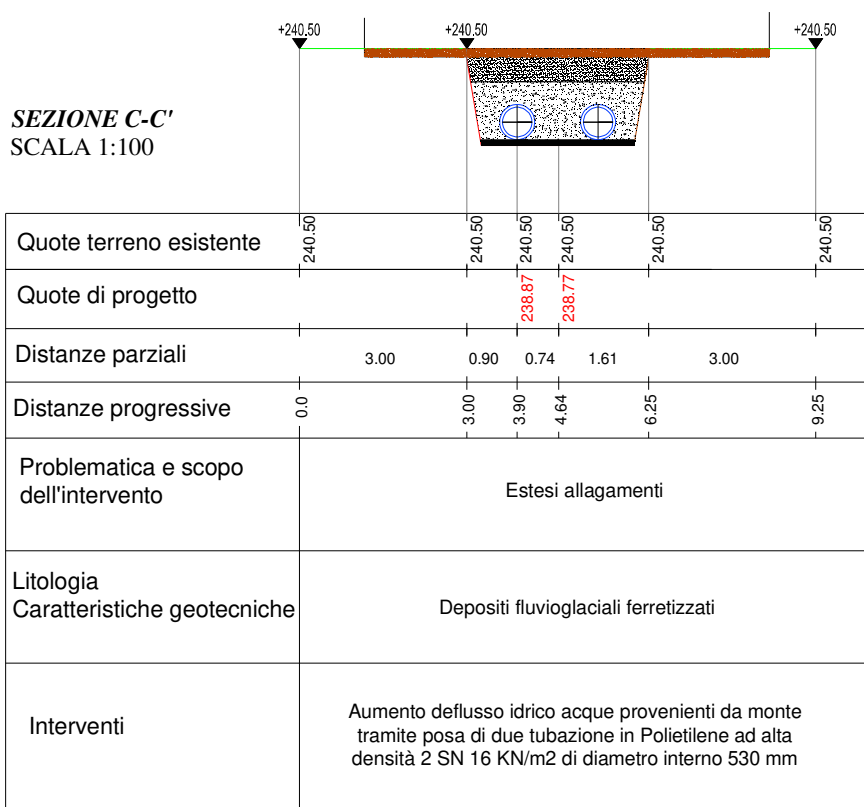 +240.50 +240.50 +240.50
SEZIONE C-C'
SCALA 1:100
Quote terreno esistente 240.50 240.50 240.50 240.50 240.50 240.50
Quote di progetto 238.87 238.77
Distanze parziali 3.00 0.90 0.74 1.61 3.00
Distanze progressive 0.0 3.00 3.90 4.64 6.25 9.25
Problematica e scopo
dell'intervento
Estesi allagamenti
Litologia
Caratteristiche geotecniche
Depositi fluvioglaciali ferretizzati
Interventi
Aumento deflusso idrico acque provenienti da monte
tramite posa di due tubazione in Polietilene ad alta
densità 2 SN 16 KN/m2 di diametro interno 530 mm